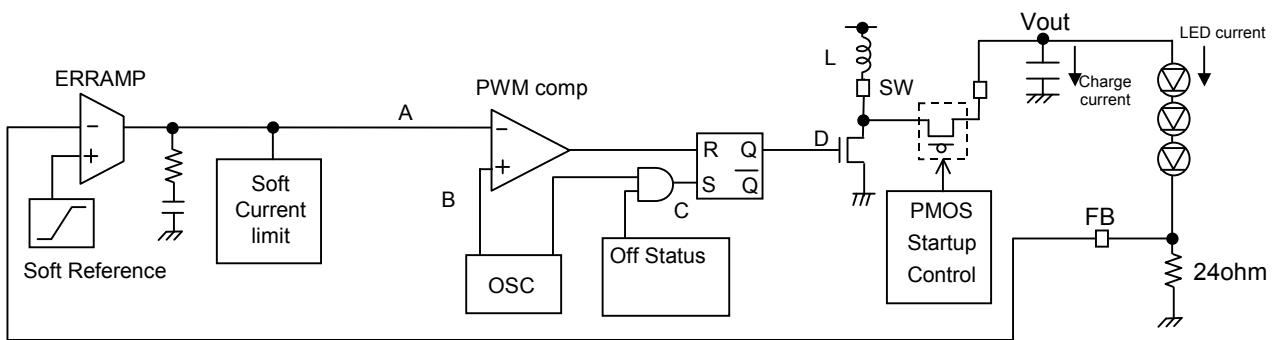 Vout
LED current
L
ERRAMP
SW
PWM comp
Charge
current
A
−
−
+
D
R Q
+
B
S Q
Soft
Current
limit
C
PMOS
Startup
Control
FB
Off Status
Soft Reference
OSC
24ohm